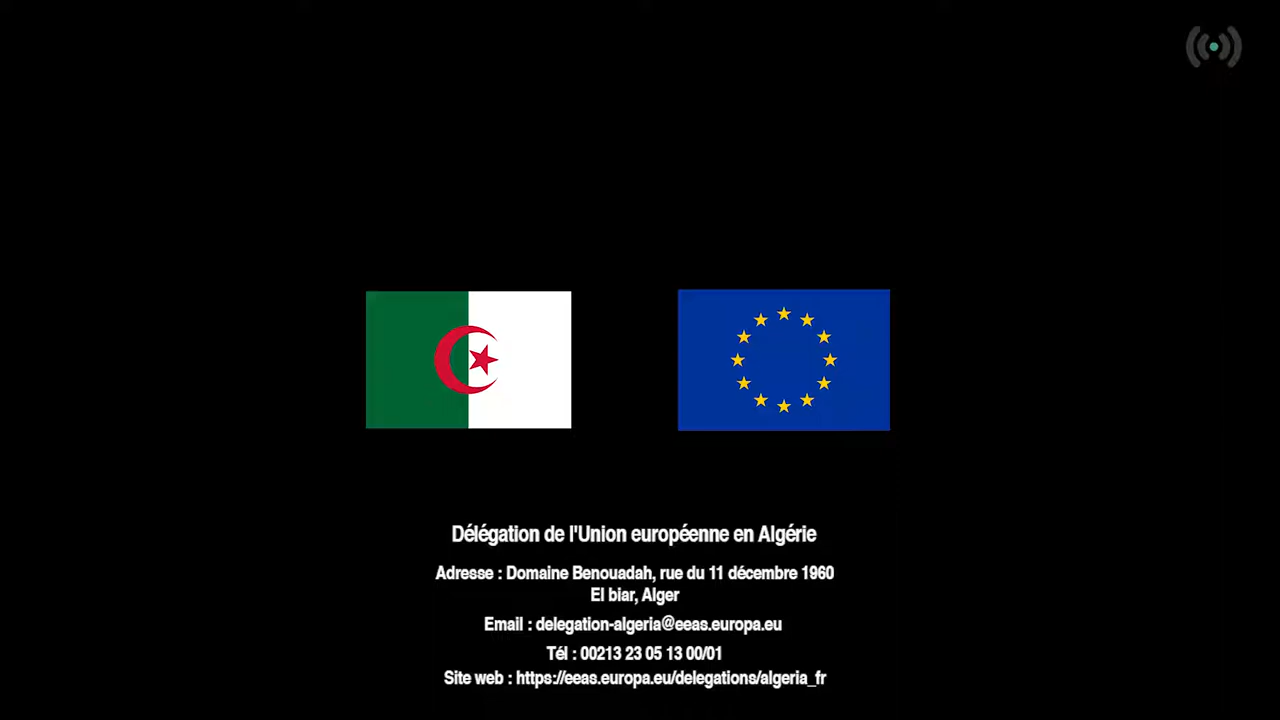 Délégation de l'Union européenne en Algérie
Adresse : Domaine Benouadah, rue du 11 décembre 1960
El biar, Alger
Email : delegation-algeria@eeas.europa.eu
Tél : 00213 23 05 13 00/01
Site web : https://eeas.europa.eu/delegations/algeria_fr